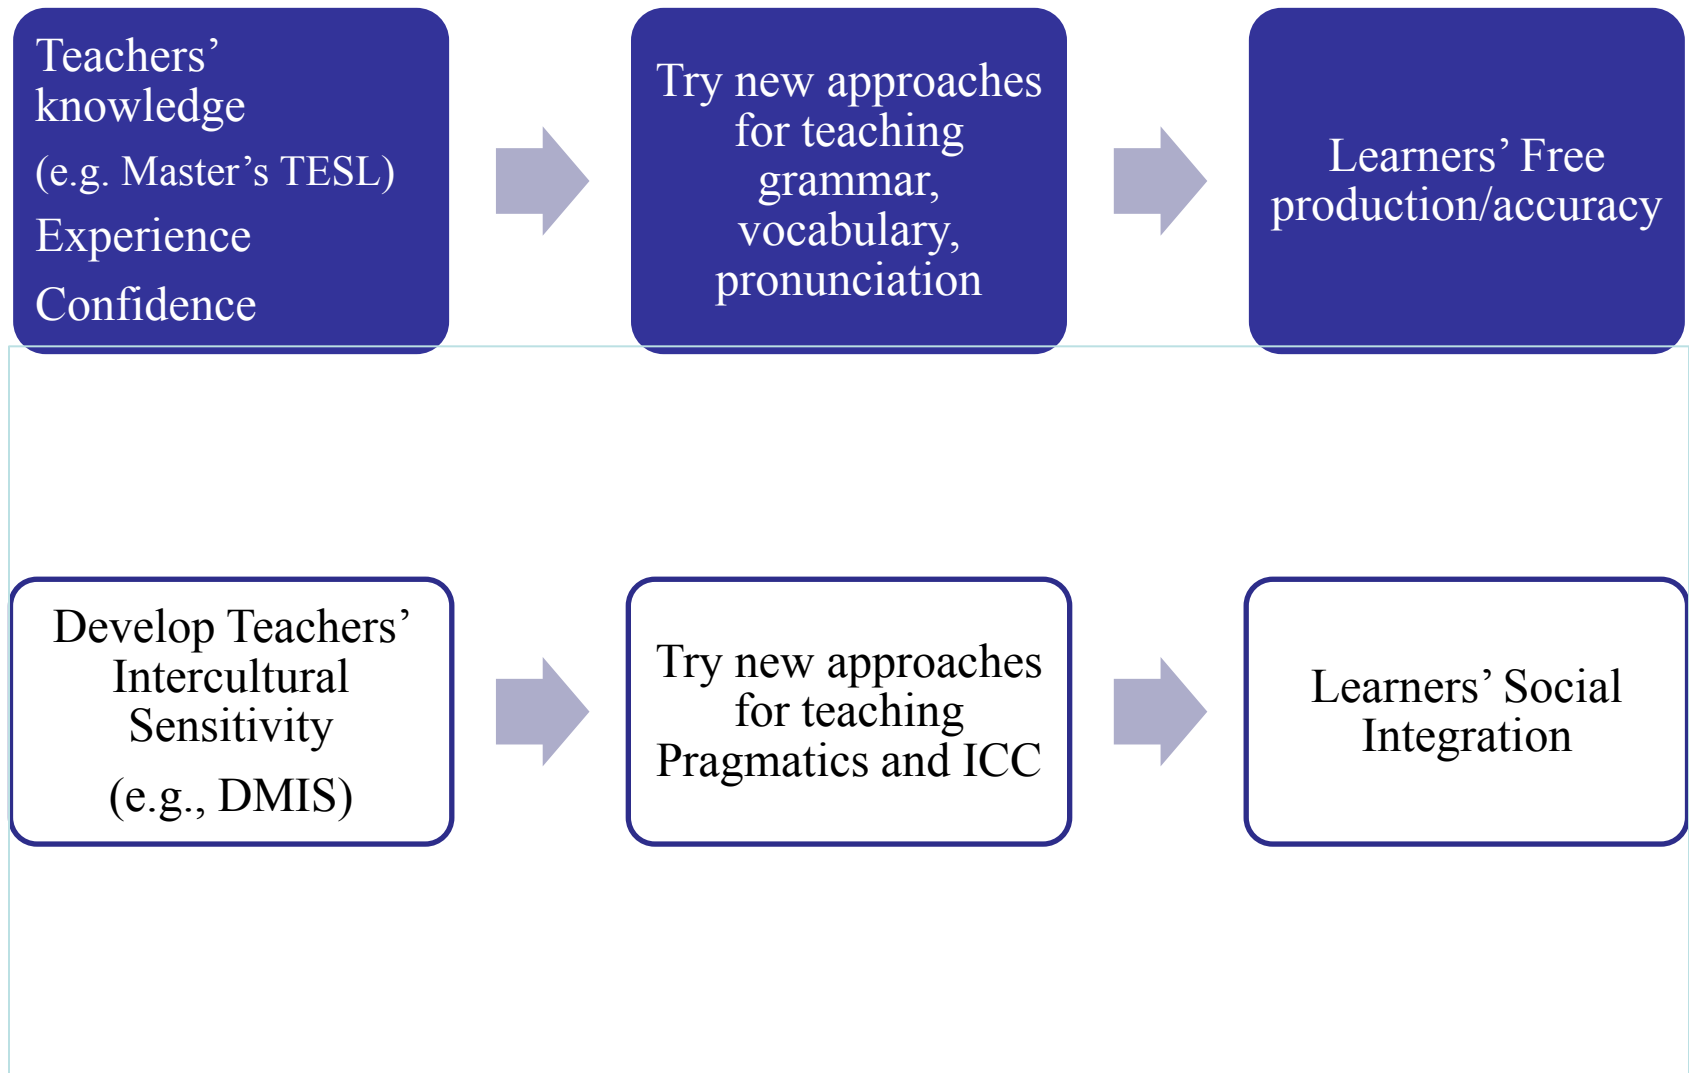 Teachers’
knowledge
(e.g. Master’s TESL)
Experience
Confidence
Try new approaches
for teaching
grammar,
vocabulary,
pronunciation
Learners’ Free
production/accuracy
Develop Teachers’
Intercultural
Sensitivity
(e.g., DMIS)
Try new approaches
for teaching
Pragmatics and ICC
Learners’ Social
Integration